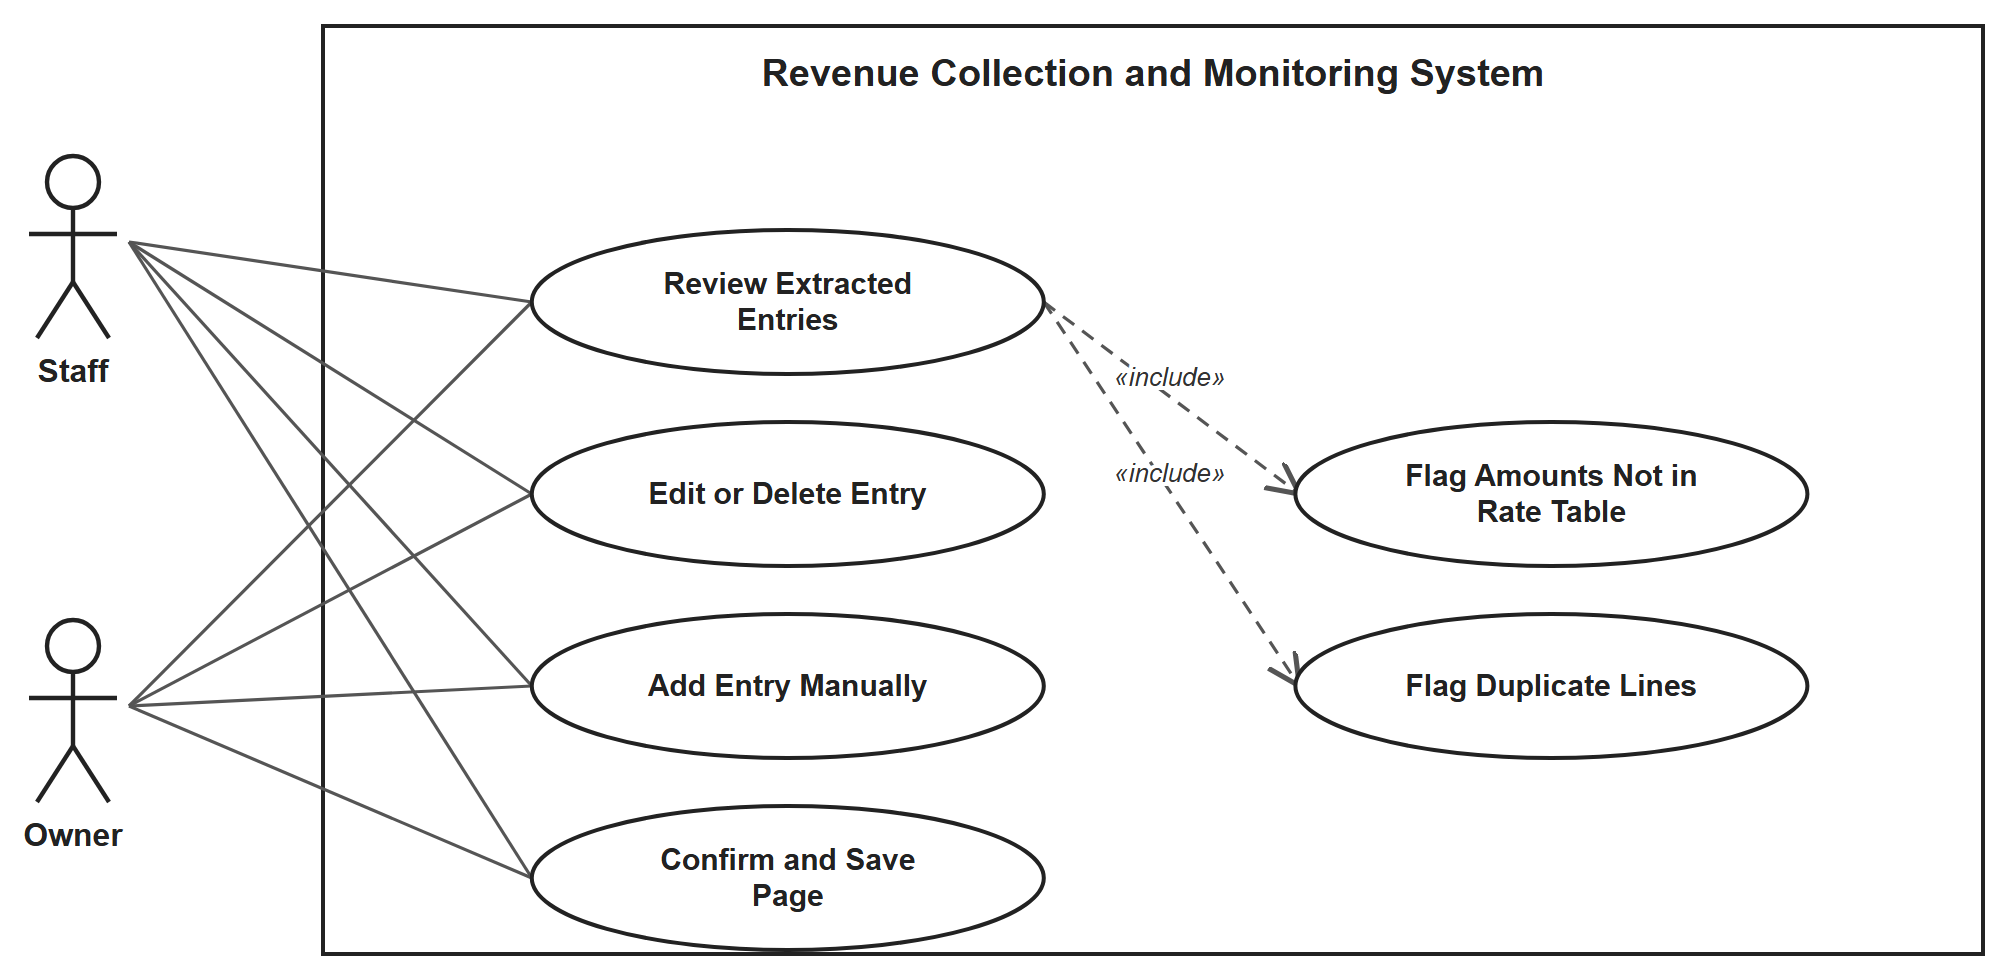 Revenue Collection and Monitoring System
Staff
Review Extracted
Entries
«include»
«include»
Edit or Delete Entry
Flag Amounts Not in
Rate Table
Add Entry Manually
Flag Duplicate Lines
Owner
Confirm and Save
Page